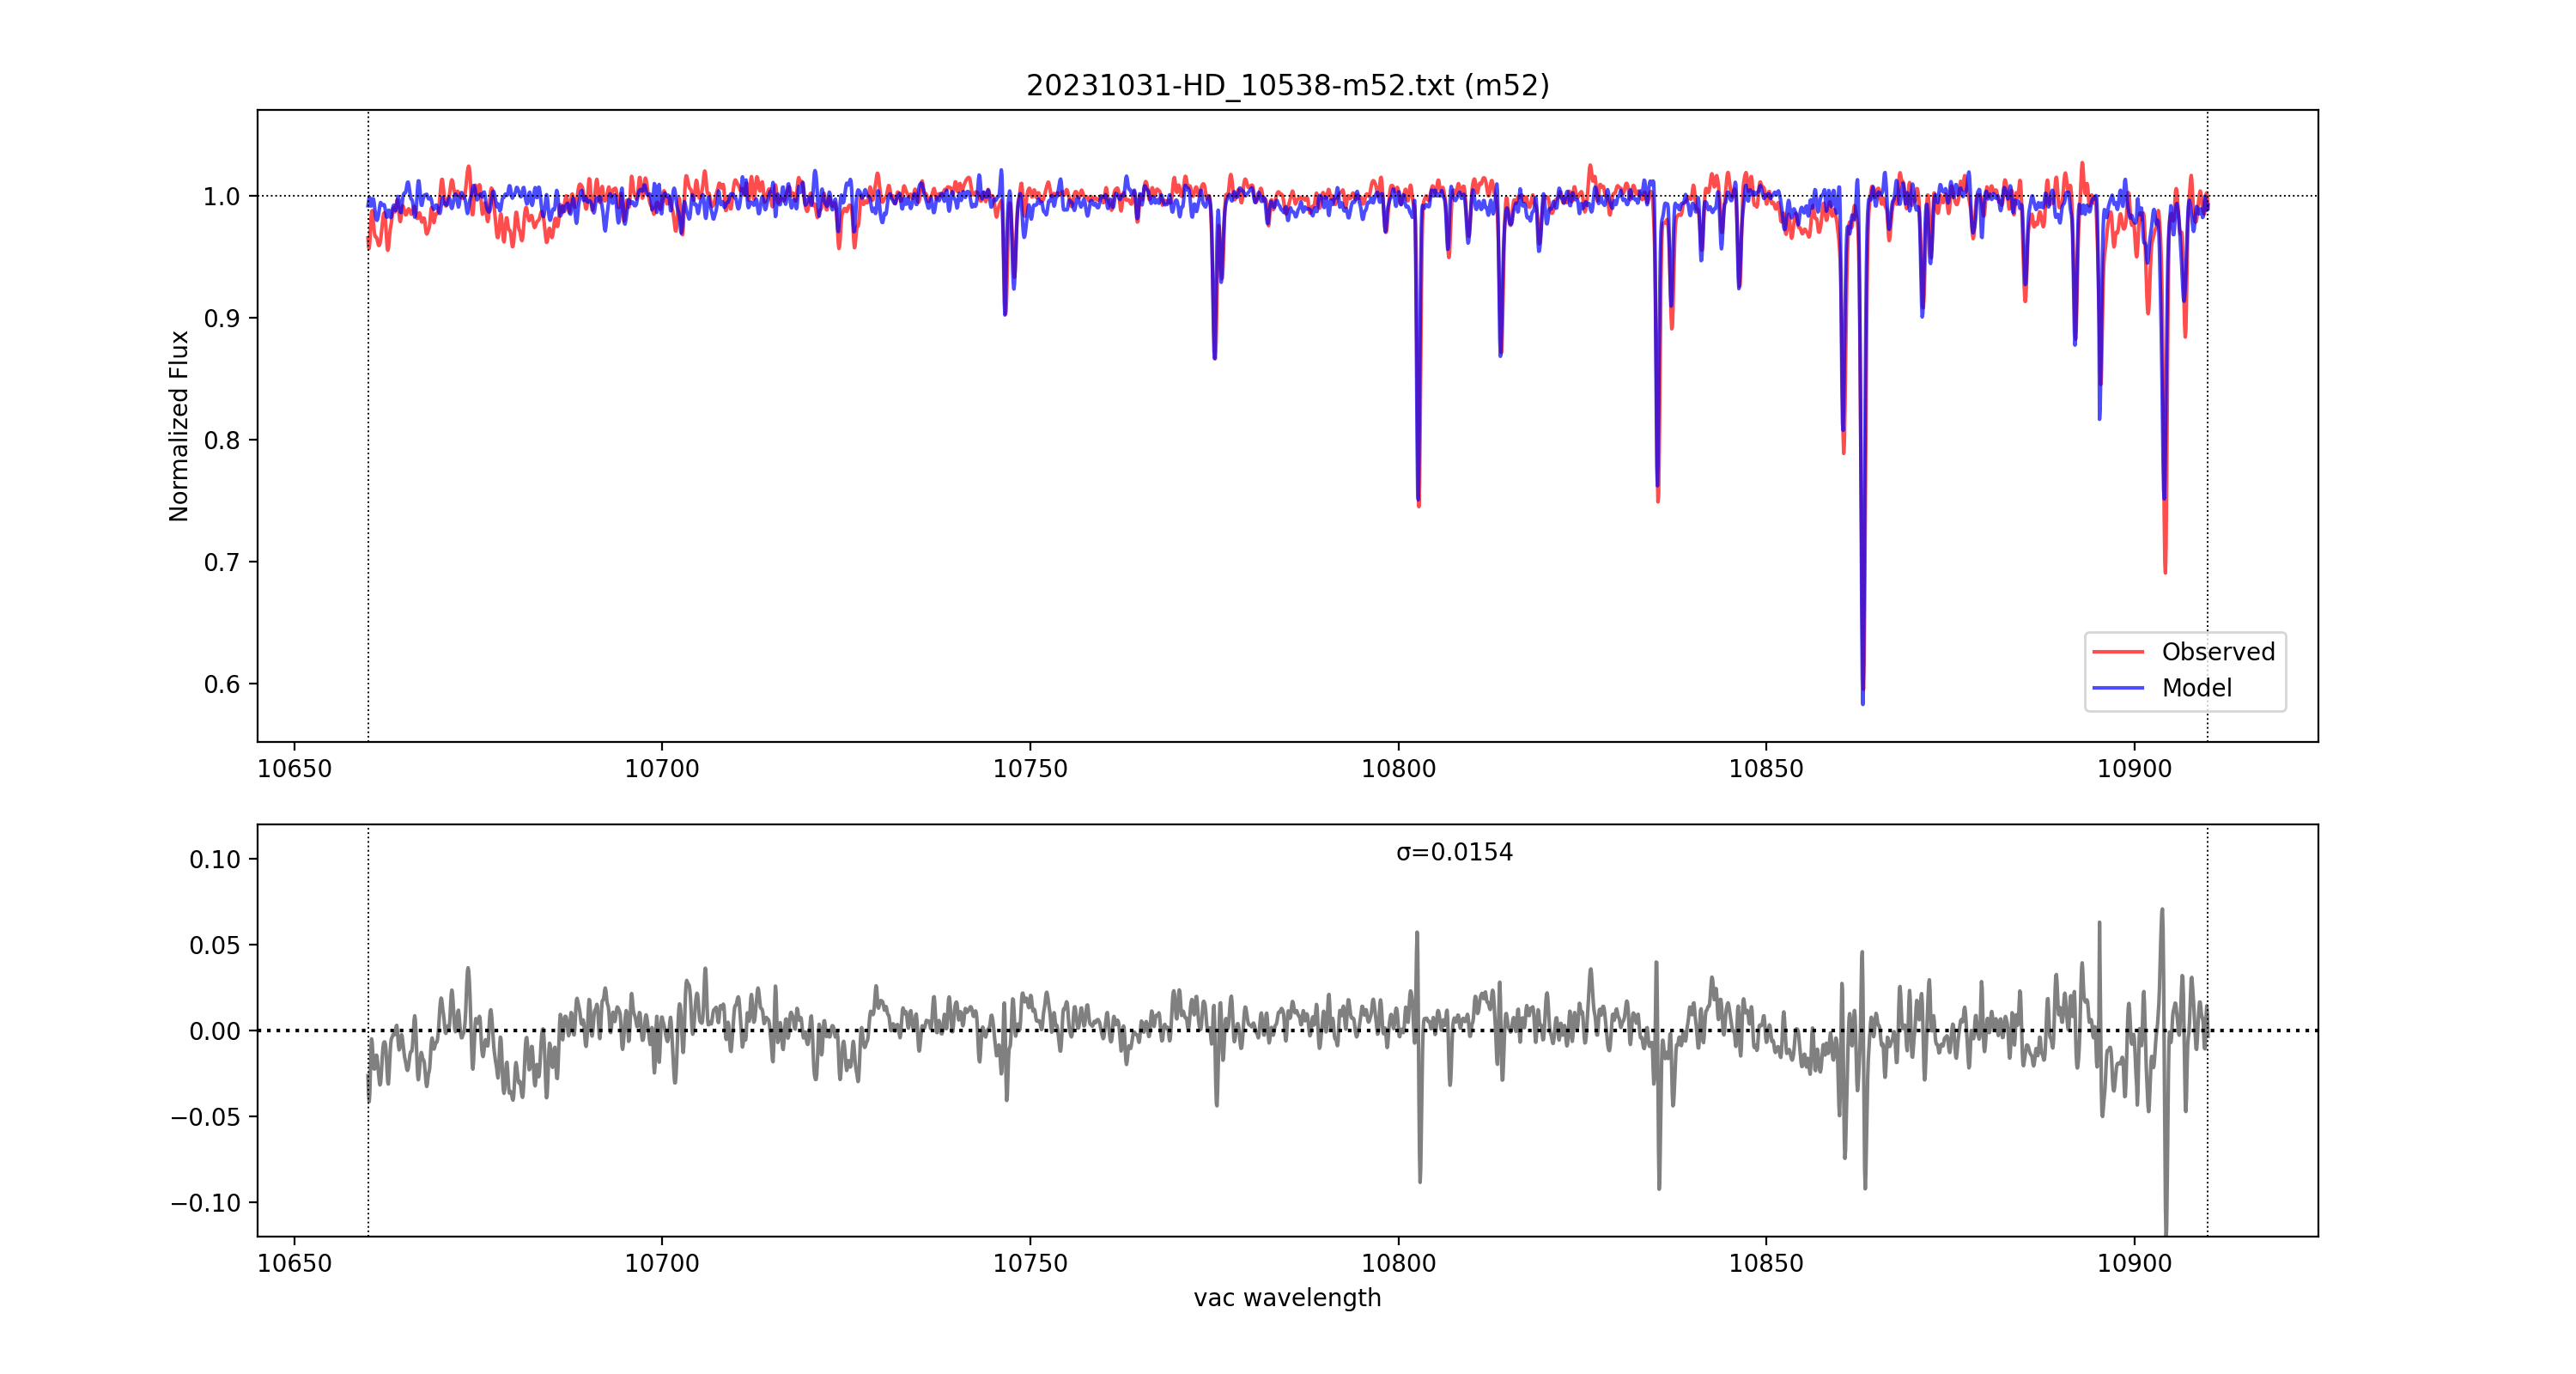 20231031-HD_10538-m52.txt (m52)
Normalized Flux
1.0
0.9
0.8
0.7
0.6
Observed
Model
10650 10700 10750 10800 10850 10900
σ=0.0154
0.10
0.05
0.00
−0.05
−0.10
10650 10700 10750 10800 10850 10900
vac wavelength